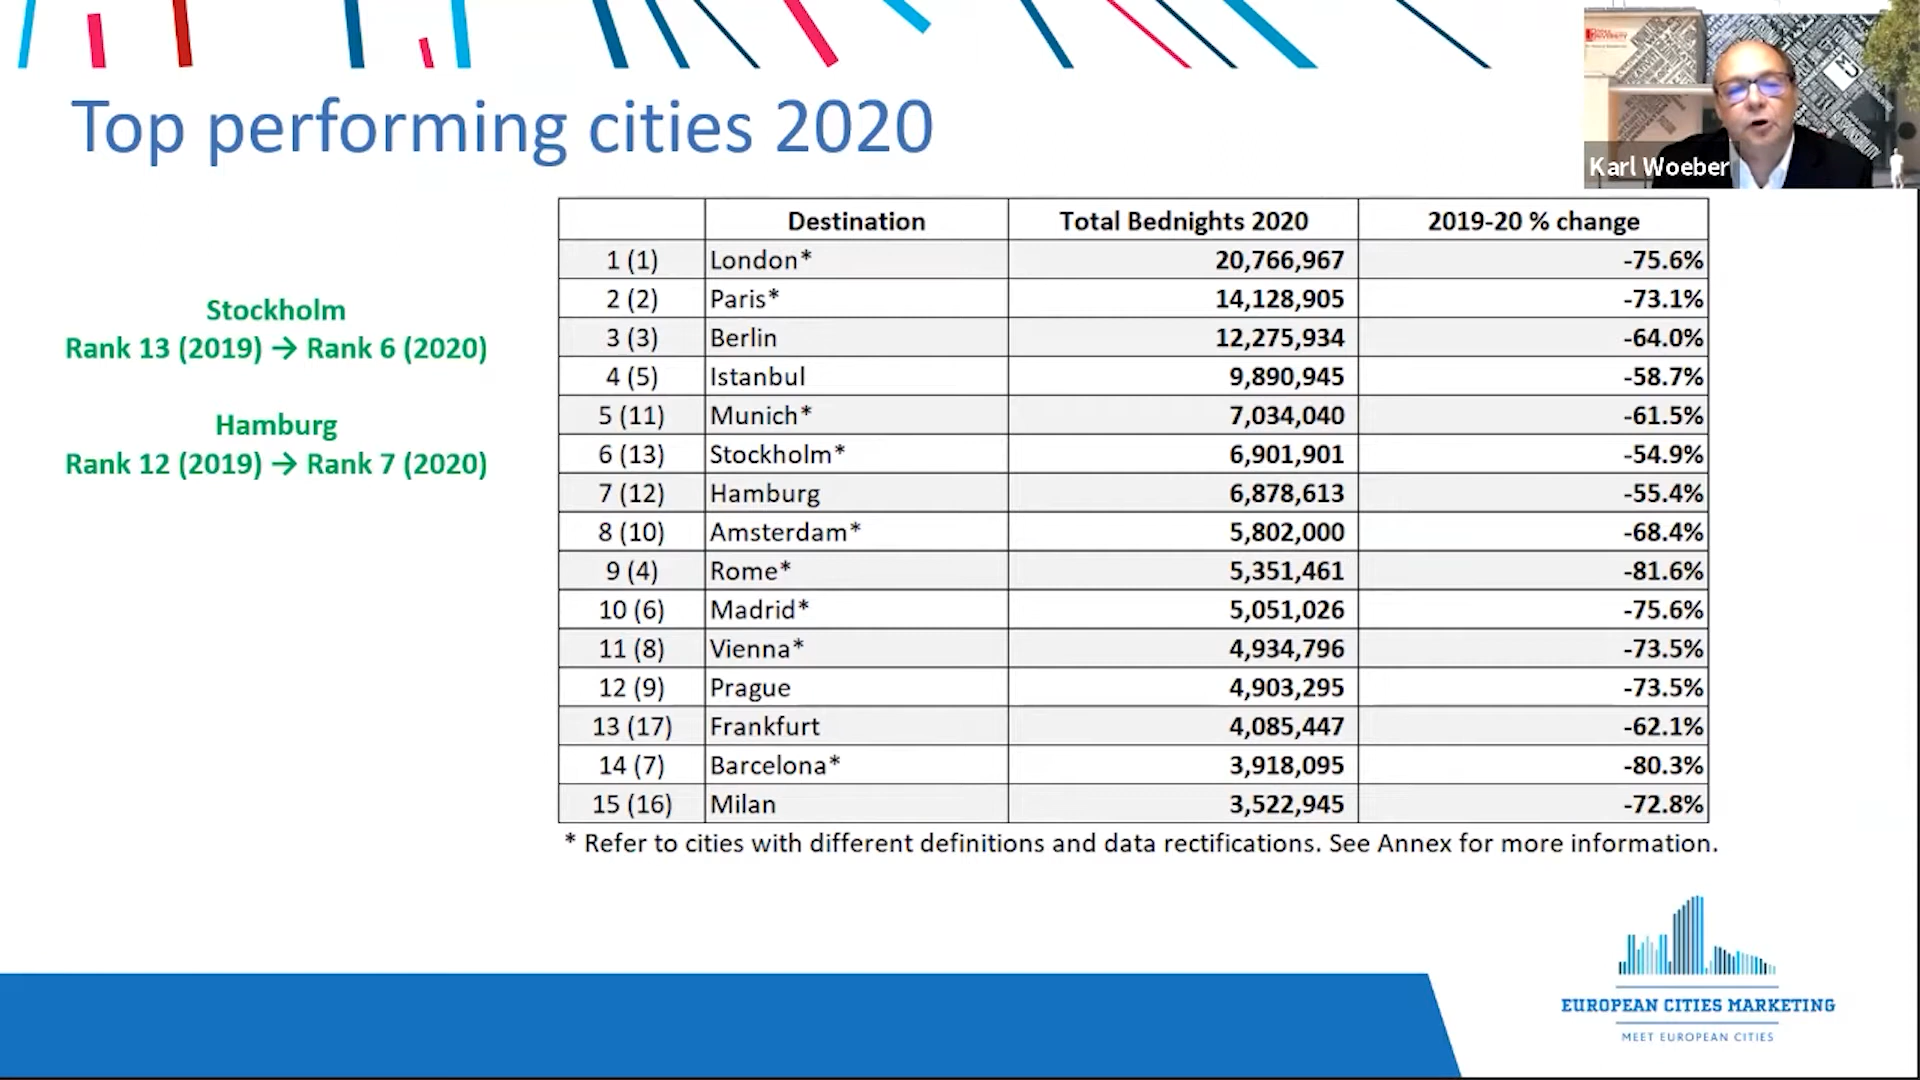 Top performing cities 2020
Karl Woeber
Stockholm
Rank 13 (2019) → Rank 6 (2020)
Hamburg
Rank 12 (2019) → Rank 7 (2020)
Destination Total Bednights 2020 2019-20 % change
1 (1) London* 20,766,967 -75.6%
2 (2) Paris* 14,128,905 -73.1%
3 (3) Berlin 12,275,934 -64.0%
4 (5) Istanbul 9,890,945 -58.7%
5 (11) Munich* 7,034,040 -61.5%
6 (13) Stockholm* 6,901,901 -54.9%
7 (12) Hamburg 6,878,613 -55.4%
8 (10) Amsterdam* 5,802,000 -68.4%
9 (4) Rome* 5,351,461 -81.6%
10 (6) Madrid* 5,051,026 -75.6%
11 (8) Vienna* 4,934,796 -73.5%
12 (9) Prague 4,903,295 -73.5%
13 (17) Frankfurt 4,085,447 -62.1%
14 (7) Barcelona* 3,918,095 -80.3%
15 (16) Milan 3,522,945 -72.8%
* Refer to cities with different definitions and data rectifications. See Annex for more information.
EUROPEAN CITIES MARKETING
MEET EUROPEAN CITIES